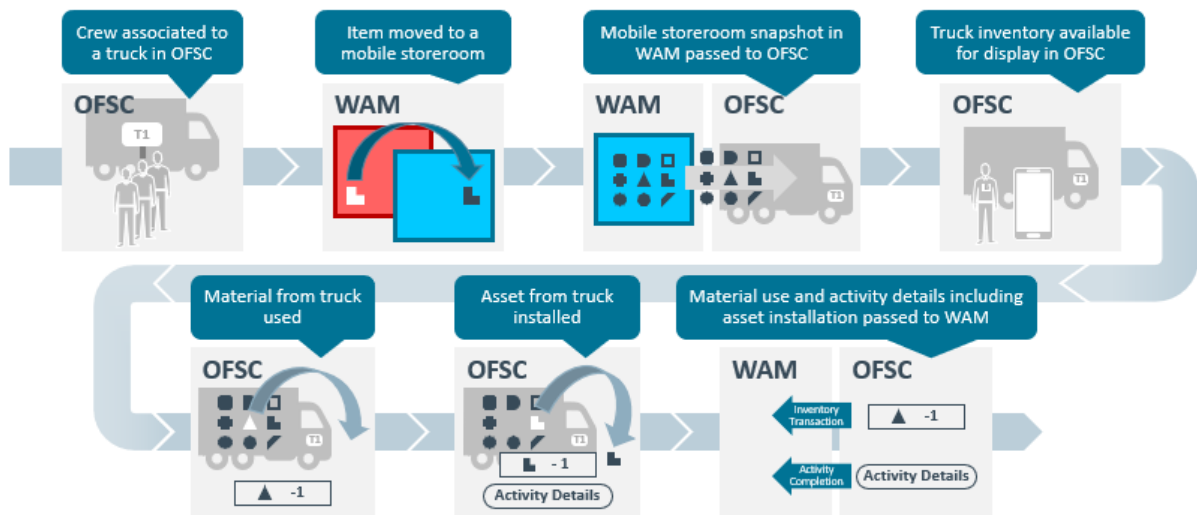 Crew associated to
a truck in OFSC
Item moved to a
mobile storeroom
Mobile storeroom snapshot in
WAM passed to OFSC
Truck inventory available
for display in OFSC
OFSC
T1
WAM
WAM
OFSC
T1
OFSC
T1
Material from truck
used
Asset from truck
installed
Material use and activity details including
asset installation passed to WAM
OFSC
T1
-1
OFSC
T1
- 1
Activity Details
WAM
OFSC
Inventory
Transaction
-1
Activity
Completion
Activity Details